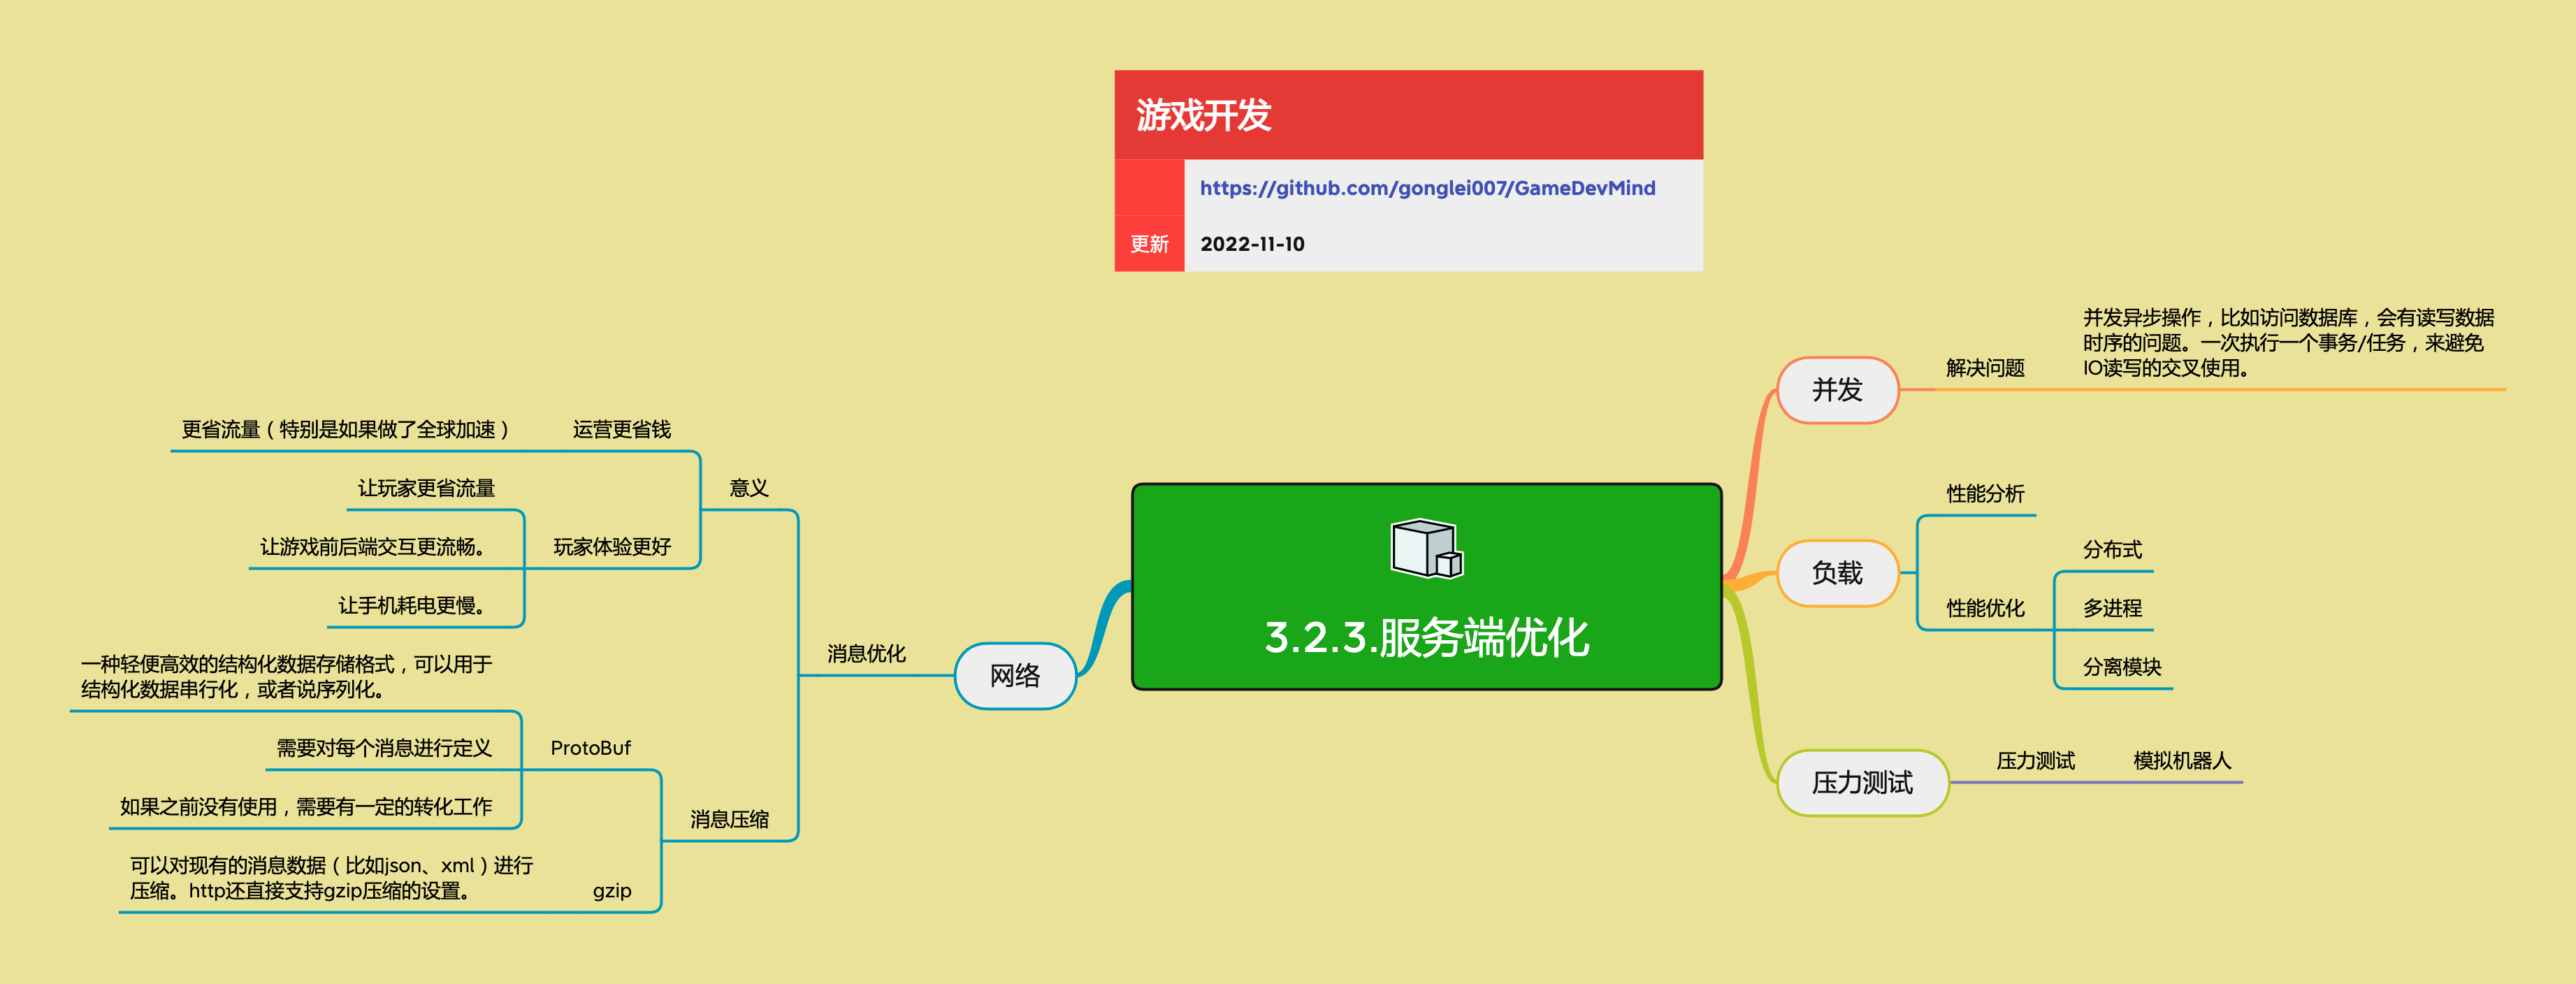 游戏开发
https://github.com/gonglei007/GameDevMind
更新
2022-11-10
3.2.3.服务端优化
并发
解决问题
并发异步操作，比如访问数据库，会有读写数据
时序的问题。一次执行一个事务/任务，来避免
IO读写的交叉使用。
负载
性能分析
性能优化
分布式
多进程
分离模块
压力测试
压力测试
模拟机器人
网络
消息优化
意义
运营更省钱
更省流量（特别是如果做了全球加速）
玩家体验更好
让玩家更省流量
让游戏前后端交互更流畅。
让手机耗电更慢。
消息压缩
ProtoBuf
一种轻便高效的结构化数据存储格式，可以用于
结构化数据串行化，或者说序列化。
需要对每个消息进行定义
如果之前没有使用，需要有一定的转化工作
gzip
可以对现有的消息数据（比如json、xml）进行
压缩。http还直接支持gzip压缩的设置。